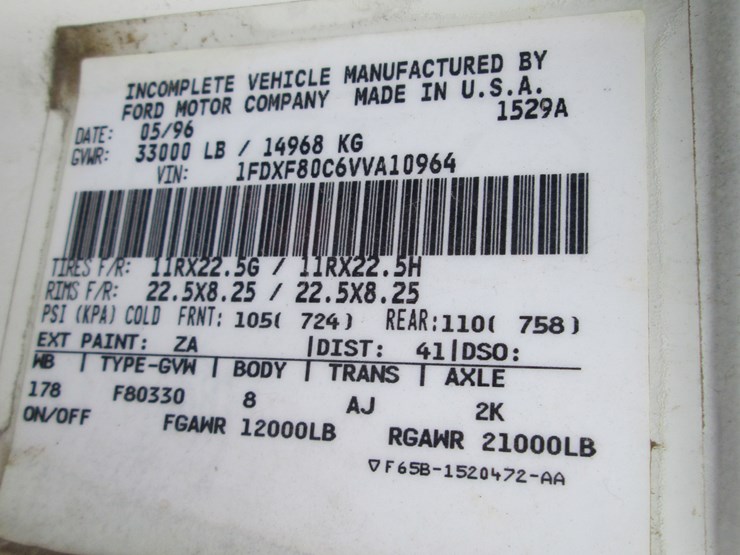 INCOMPLETE VEHICLE MANUFACTURED BY
FORD MOTOR COMPANY MADE IN U.S.A.
1529A
DATE: 05/96
GVWR: 33000 LB / 14968 KG
VIN: 1FDXF80C6VVA10964
TIRES F/R: 11RX22.5G / 11RX22.5H
RIMS F/R: 22.5X8.25 / 22.5X8.25
PSI (KPA) COLD FRNT: 105( 724) REAR:110( 758)
EXT PAINT: ZA |DIST: 41|DSO:
WB | TYPE-GVW | BODY | TRANS | AXLE
178 F80330 8 AJ 2K
ON/OFF FGAWR 12000LB RGAWR 21000LB
▽F65B-1520472-AA